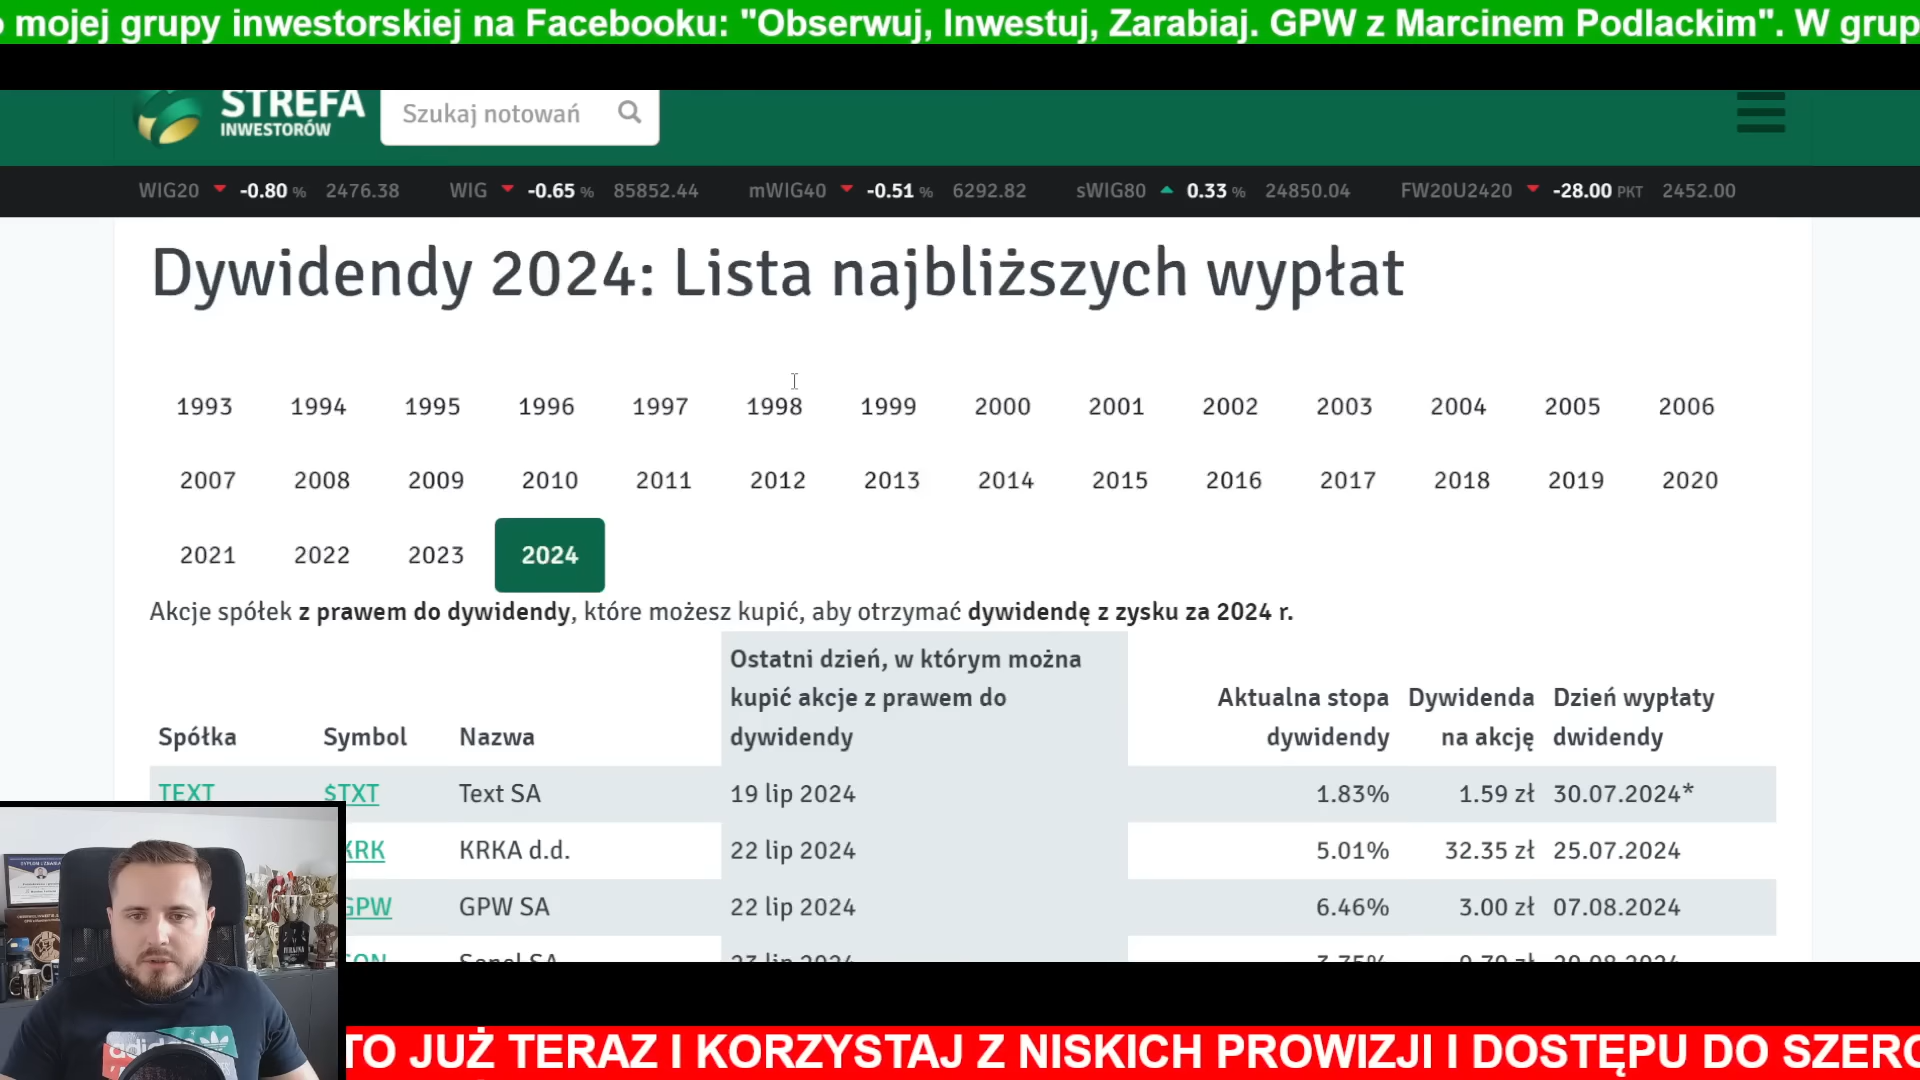 mojej grupy inwestorskiej na Facebooku: "Obserwuj, Inwestuj, Zarabiaj. GPW z Marcinem Podlackim". W grup
STREFA
INWESTORÓW
Szukaj notowań
WIG20 -0.80 % 2476.38 WIG -0.65 % 85852.44 mWIG40 -0.51 % 6292.82 sWIG80 0.33 % 24850.04 FW20U2420 -28.00 PKT 2452.00
Dywidendy 2024: Lista najbliższych wypłat
1993 1994 1995 1996 1997 1998 1999 2000 2001 2002 2003 2004 2005 2006
2007 2008 2009 2010 2011 2012 2013 2014 2015 2016 2017 2018 2019 2020
2021 2022 2023 2024
Akcje spółek z prawem do dywidendy, które możesz kupić, aby otrzymać dywidendę z zysku za 2024 r.
Ostatni dzień, w którym można
kupić akcje z prawem do Aktualna stopa Dywidenda Dzień wypłaty
Spółka Symbol Nazwa dywidendy dywidendy na akcję dwidendy
TEXT $TXT Text SA 19 lip 2024 1.83% 1.59 zł 30.07.2024*
KRK KRKA d.d. 22 lip 2024 5.01% 32.35 zł 25.07.2024
GPW GPW SA 22 lip 2024 6.46% 3.00 zł 07.08.2024
adidas
TO JUŻ TERAZ I KORZYSTAJ Z NISKICH PROWIZJI I DOSTĘPU DO SZERO